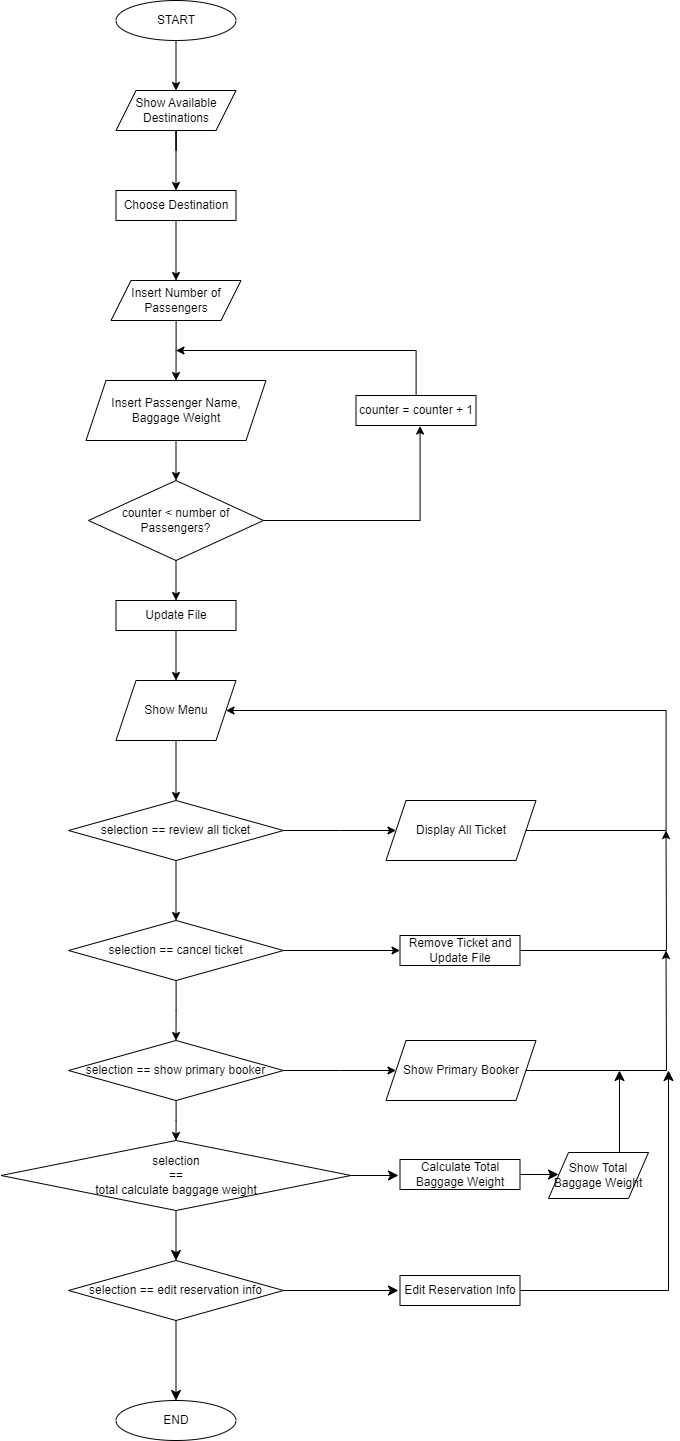 START
Show Available
Destinations
Choose Destination
Insert Number of
Passengers
Insert Passenger Name,
Baggage Weight
counter = counter + 1
counter < number of
Passengers?
Update File
Show Menu
selection == review all ticket
Display All Ticket
selection == cancel ticket
Remove Ticket and
Update File
selection == show primary booker
Show Primary Booker
selection
==
total calculate baggage weight
Calculate Total
Baggage Weight
Show Total
Baggage Weight
selection == edit reservation info
Edit Reservation Info
END